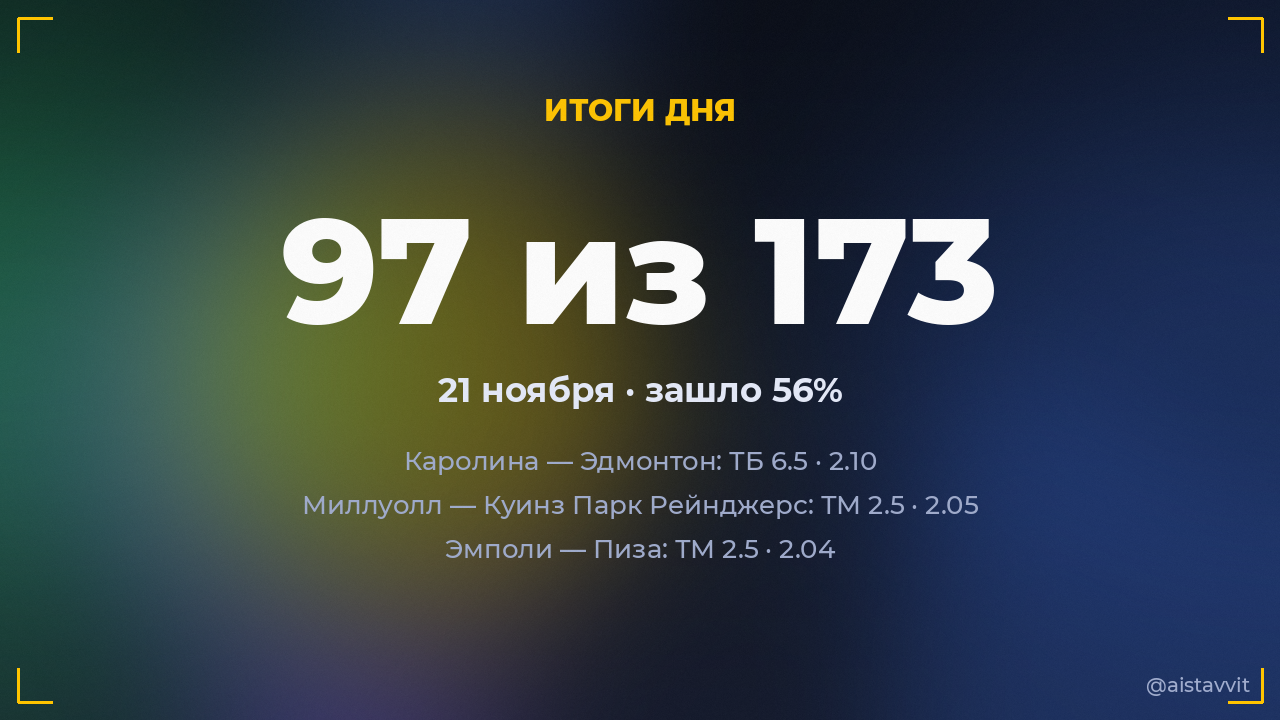 ИТОГИ ДНЯ
97 из 173
21 ноября · зашло 56%
Каролина — Эдмонтон: ТБ 6.5 · 2.10
Миллуолл — Куинз Парк Рейнджерс: ТМ 2.5 · 2.05
Эмполи — Пиза: ТМ 2.5 · 2.04
@aistavvit